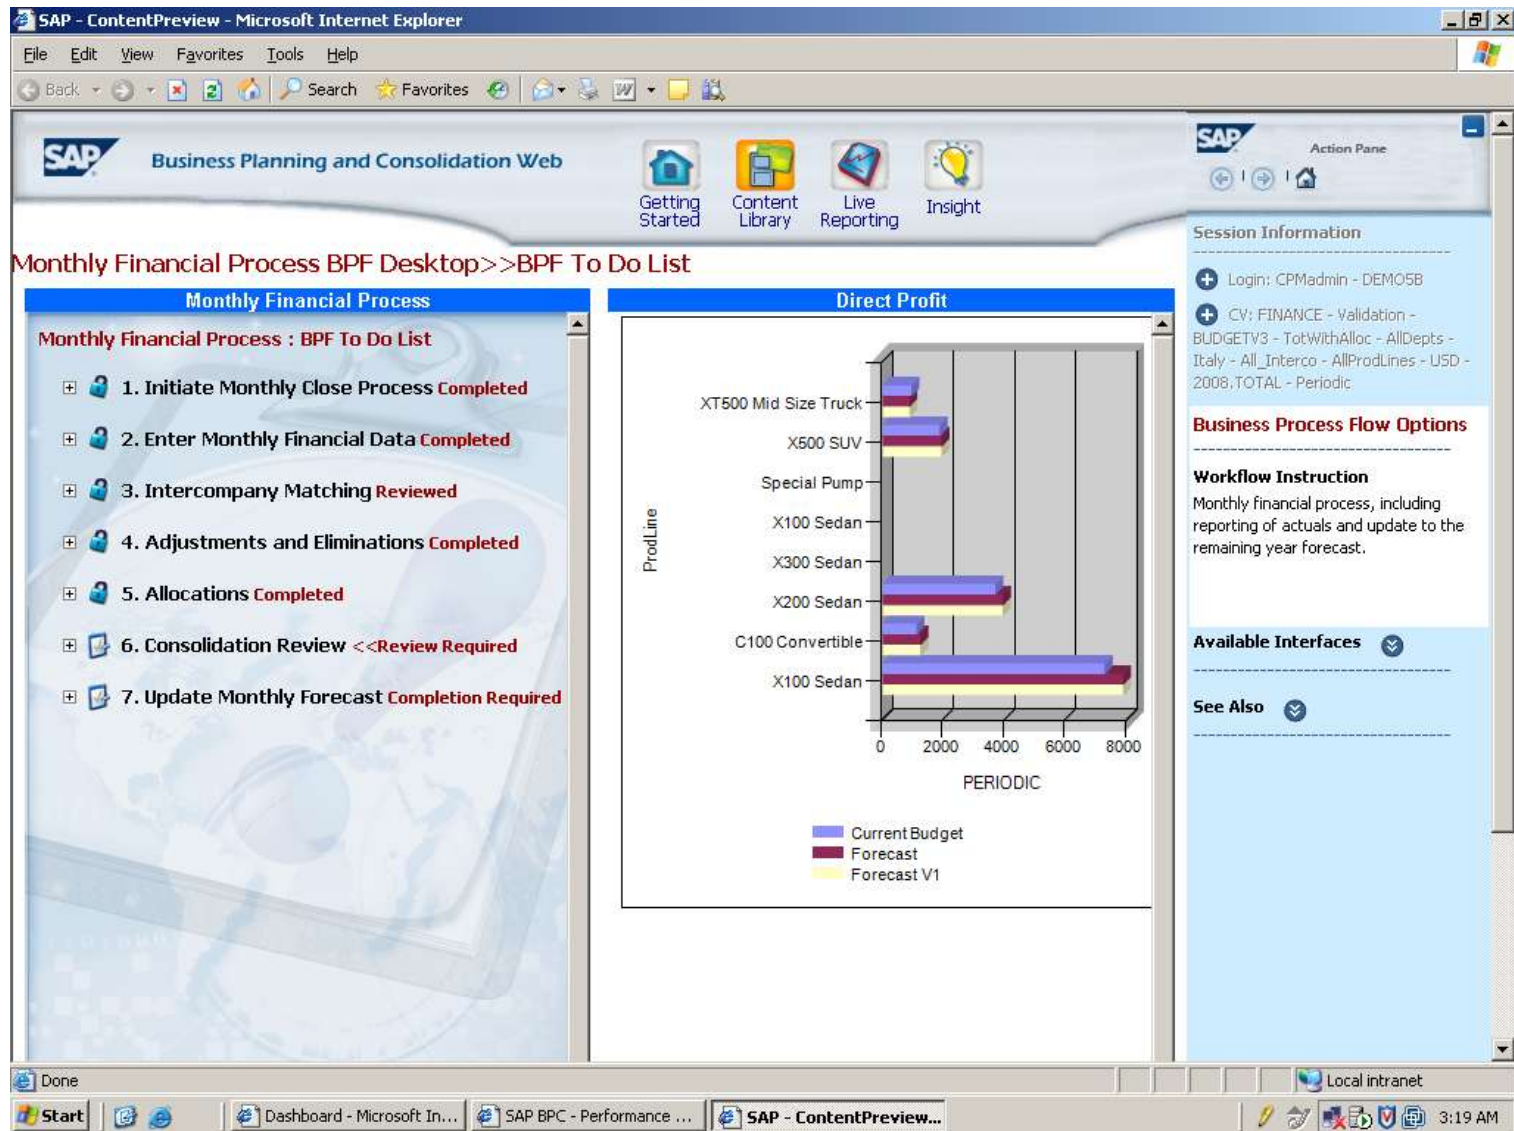 SAP - ContentPreview - Microsoft Internet Explorer
File Edit View Favorites Tools Help
Back Search Favorites
SAP Business Planning and Consolidation Web
Getting Started
Content Library
Live Reporting
Insight
SAP Action Pane
Monthly Financial Process BPF Desktop>>BPF To Do List
Monthly Financial Process
Monthly Financial Process : BPF To Do List
1. Initiate Monthly Close Process Completed
2. Enter Monthly Financial Data Completed
3. Intercompany Matching Reviewed
4. Adjustments and Eliminations Completed
5. Allocations Completed
6. Consolidation Review <<Review Required
7. Update Monthly Forecast Completion Required
Direct Profit
ProdLine
XT500 Mid Size Truck
X500 SUV
Special Pump
X100 Sedan
X300 Sedan
X200 Sedan
C100 Convertible
X100 Sedan
0 2000 4000 6000 8000
PERIODIC
Current Budget
Forecast
Forecast V1
Session Information
Login: CPMadmin - DEMO5B
CV: FINANCE - Validation -
BUDGETV3 - TotWithAlloc - AllDepts -
Italy - All_Interco - AllProdLines - USD -
2008.TOTAL - Periodic
Business Process Flow Options
Workflow Instruction
Monthly financial process, including
reporting of actuals and update to the
remaining year forecast.
Available Interfaces
See Also
Done
Local intranet
Start
Dashboard - Microsoft In...
SAP BPC - Performance ...
SAP - ContentPreview...
3:19 AM